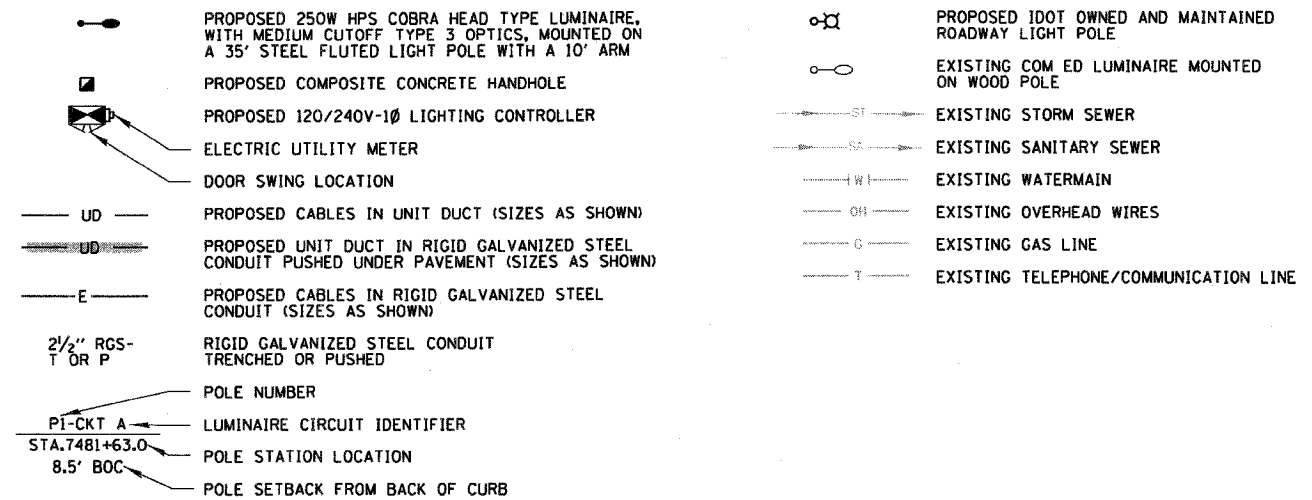 PROPOSED 250W HPS COBRA HEAD TYPE LUMINAIRE,
WITH MEDIUM CUTOFF TYPE 3 OPTICS, MOUNTED ON
A 35' STEEL FLUTED LIGHT POLE WITH A 10' ARM
PROPOSED COMPOSITE CONCRETE HANDHOLE
PROPOSED 120/240V-1Ø LIGHTING CONTROLLER
ELECTRIC UTILITY METER
DOOR SWING LOCATION
UD PROPOSED CABLES IN UNIT DUCT (SIZES AS SHOWN)
UD PROPOSED UNIT DUCT IN RIGID GALVANIZED STEEL
CONDUIT PUSHED UNDER PAVEMENT (SIZES AS SHOWN)
E PROPOSED CABLES IN RIGID GALVANIZED STEEL
CONDUIT (SIZES AS SHOWN)
2½" RGS- RIGID GALVANIZED STEEL CONDUIT
T OR P TRENCHED OR PUSHED
POLE NUMBER
P1-CKT A LUMINAIRE CIRCUIT IDENTIFIER
STA.7481+63.0 POLE STATION LOCATION
8.5' BOC
POLE SETBACK FROM BACK OF CURB
PROPOSED IDOT OWNED AND MAINTAINED
ROADWAY LIGHT POLE
EXISTING COM ED LUMINAIRE MOUNTED
ON WOOD POLE
ST EXISTING STORM SEWER
SA EXISTING SANITARY SEWER
W EXISTING WATERMAIN
OH EXISTING OVERHEAD WIRES
G EXISTING GAS LINE
T EXISTING TELEPHONE/COMMUNICATION LINE